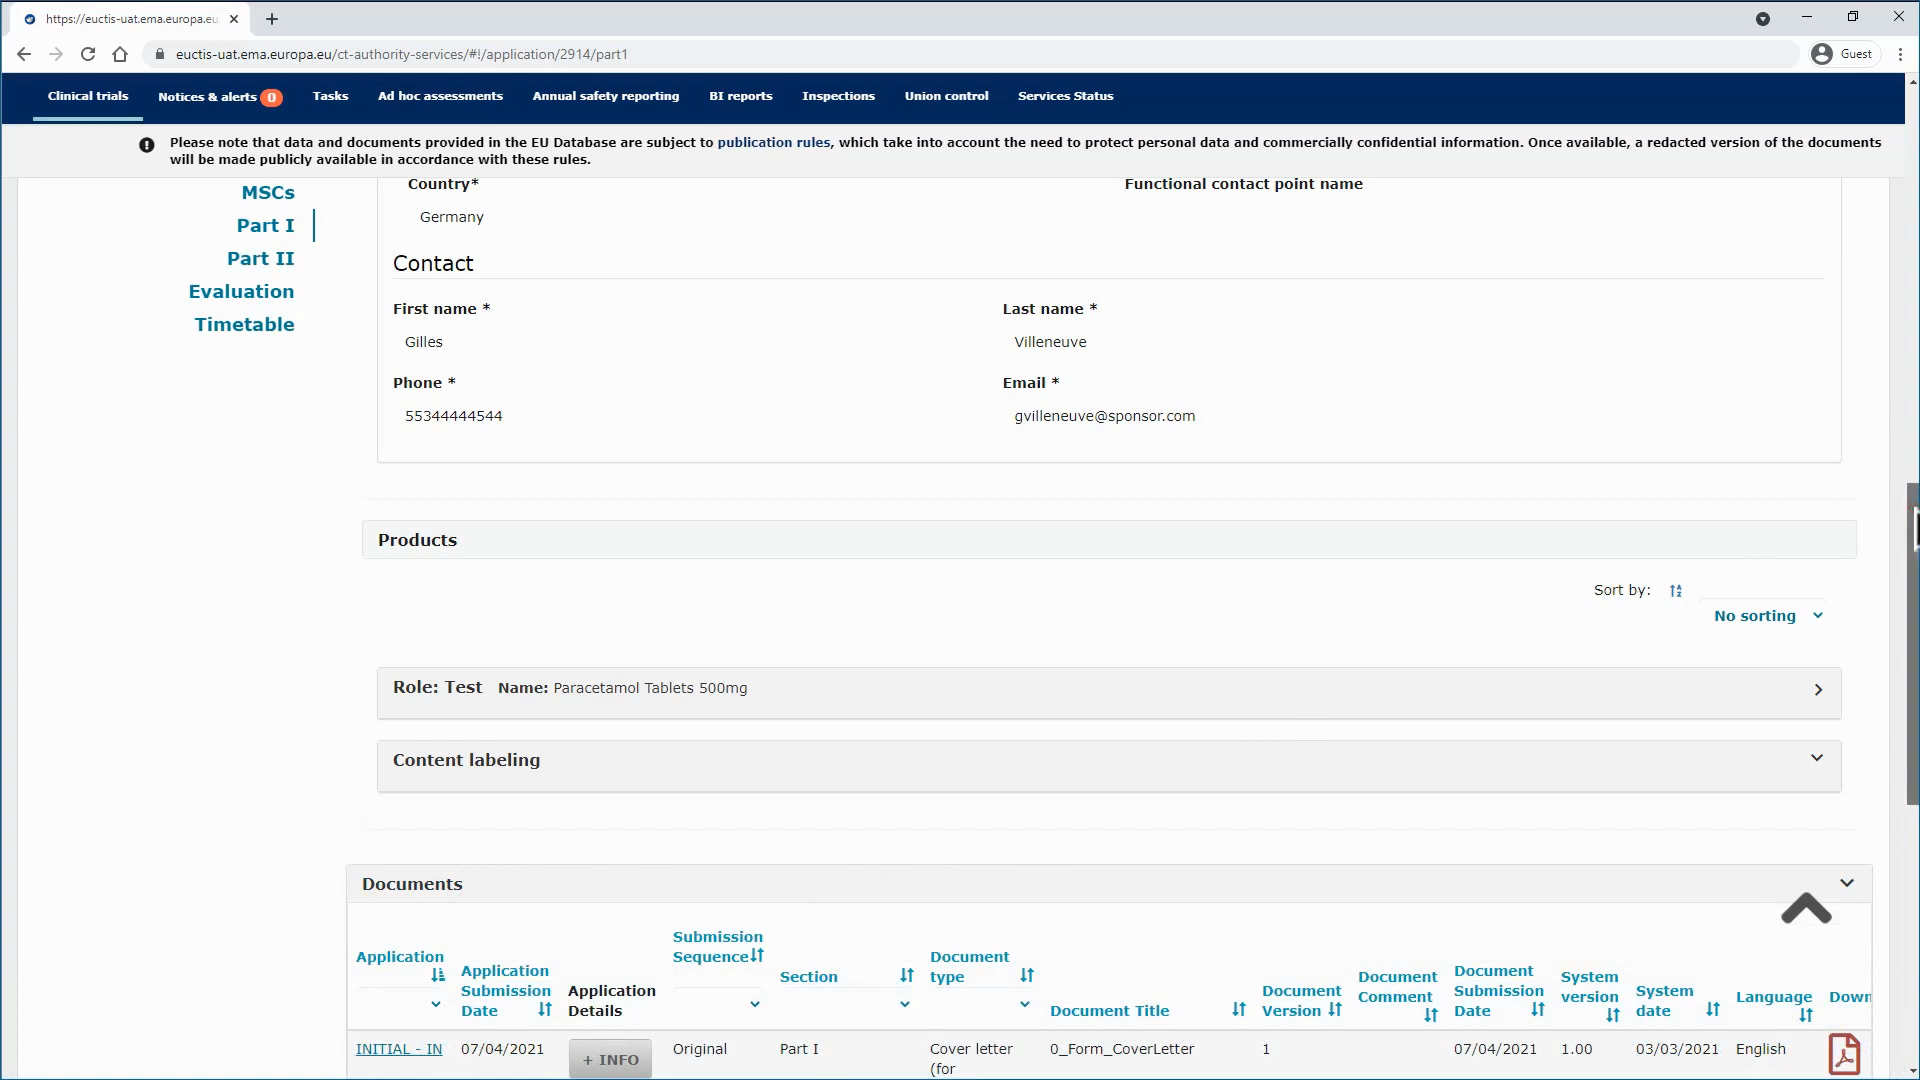 https://euctis-uat.ema.europa.eu
euctis-uat.ema.europa.eu/ct-authority-services/#!/application/2914/part1
Guest
Clinical trials
Notices & alerts 0
Tasks
Ad hoc assessments
Annual safety reporting
BI reports
Inspections
Union control
Services Status
Please note that data and documents provided in the EU Database are subject to publication rules, which take into account the need to protect personal data and commercially confidential information. Once available, a redacted version of the documents
will be made publicly available in accordance with these rules.
MSCs
Part I
Part II
Evaluation
Timetable
Country*
Functional contact point name
Germany
Contact
First name *
Last name *
Gilles
Villeneuve
Phone *
Email *
55344444544
gvilleneuve@sponsor.com
Products
Sort by:
No sorting
Role: Test Name: Paracetamol Tablets 500mg
Content labeling
Documents
Application
Application
Submission
Date
Application
Details
Submission
Sequence
Section
Document
type
Document Title
Document
Version
Document
Comment
Document
Submission
Date
System
version
System
date
Language
Down
INITIAL - IN
07/04/2021
+ INFO
Original
Part I
Cover letter
(for
0_Form_CoverLetter
1
07/04/2021
1.00
03/03/2021
English